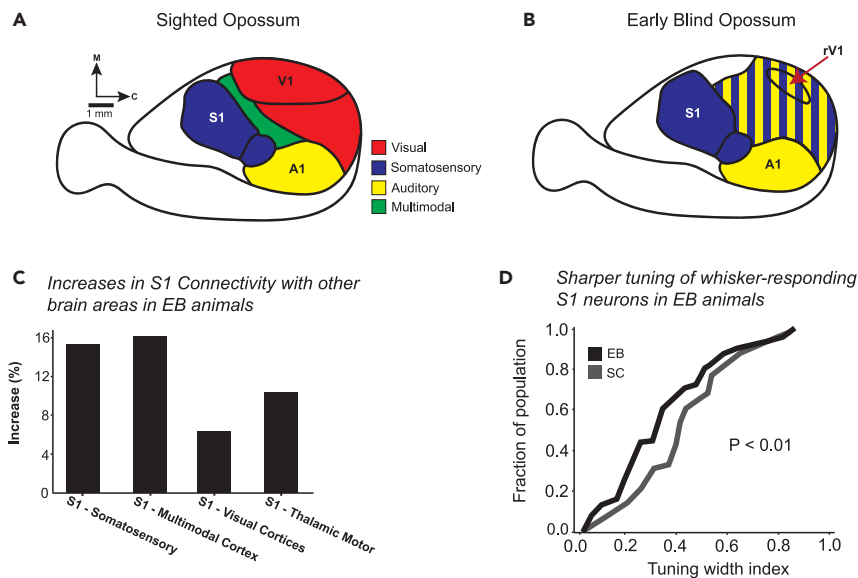 A
Sighted Opossum
M
C
1 mm
V1
S1
A1
Visual
Somatosensory
Auditory
Multimodal
B
Early Blind Opossum
rV1
S1
A1
C
Increases in S1 Connectivity with other
brain areas in EB animals
Increase (%)
16
12
8
4
0
S1 - Somatosensory
S1 - Multimodal Cortex
S1 - Visual Cortices
S1 - Thalamic Motor
D
Sharper tuning of whisker-responding
S1 neurons in EB animals
Fraction of population
1.0
0.8
0.6
0.4
0.2
0
EB
SC
P < 0.01
0.0
0.2
0.4
0.6
0.8
1.0
Tuning width index